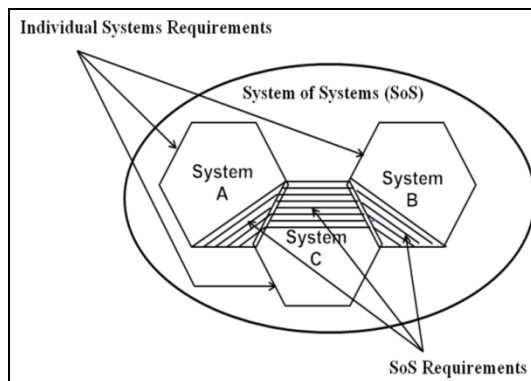 Individual Systems Requirements
System of Systems (SoS)
System
A
System
B
System
C
SoS Requirements